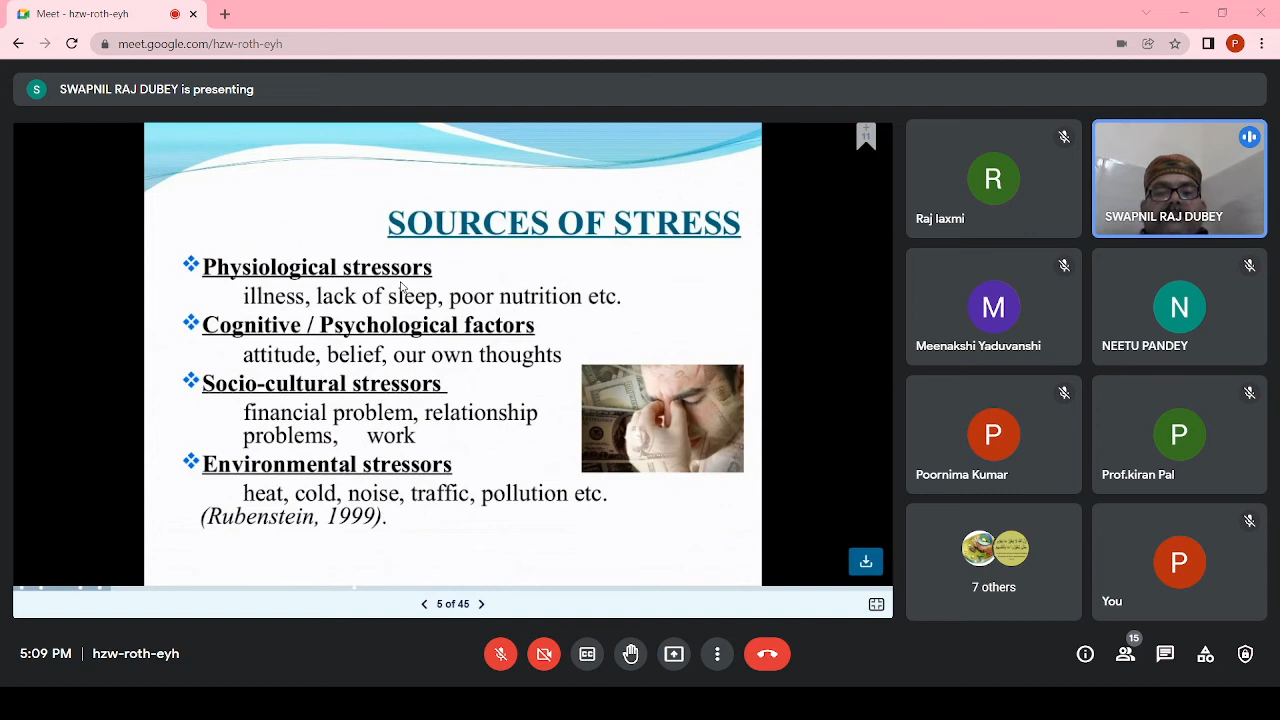 Meet - hzw-roth-eyh
meet.google.com/hzw-roth-eyh
P
S
SWAPNIL RAJ DUBEY is presenting
+
11
SOURCES OF STRESS
Physiological stressors
illness, lack of sleep, poor nutrition etc.
Cognitive / Psychological factors
attitude, belief, our own thoughts
Socio-cultural stressors
financial problem, relationship
problems, work
Environmental stressors
heat, cold, noise, traffic, pollution etc.
(Rubenstein, 1999).
5 of 45
R
Raj laxmi
SWAPNIL RAJ DUBEY
M
Meenakshi Yaduvanshi
N
NEETU PANDEY
P
Poornima Kumar
P
Prof.kiran Pal
7 others
P
You
5:09 PM | hzw-roth-eyh
15